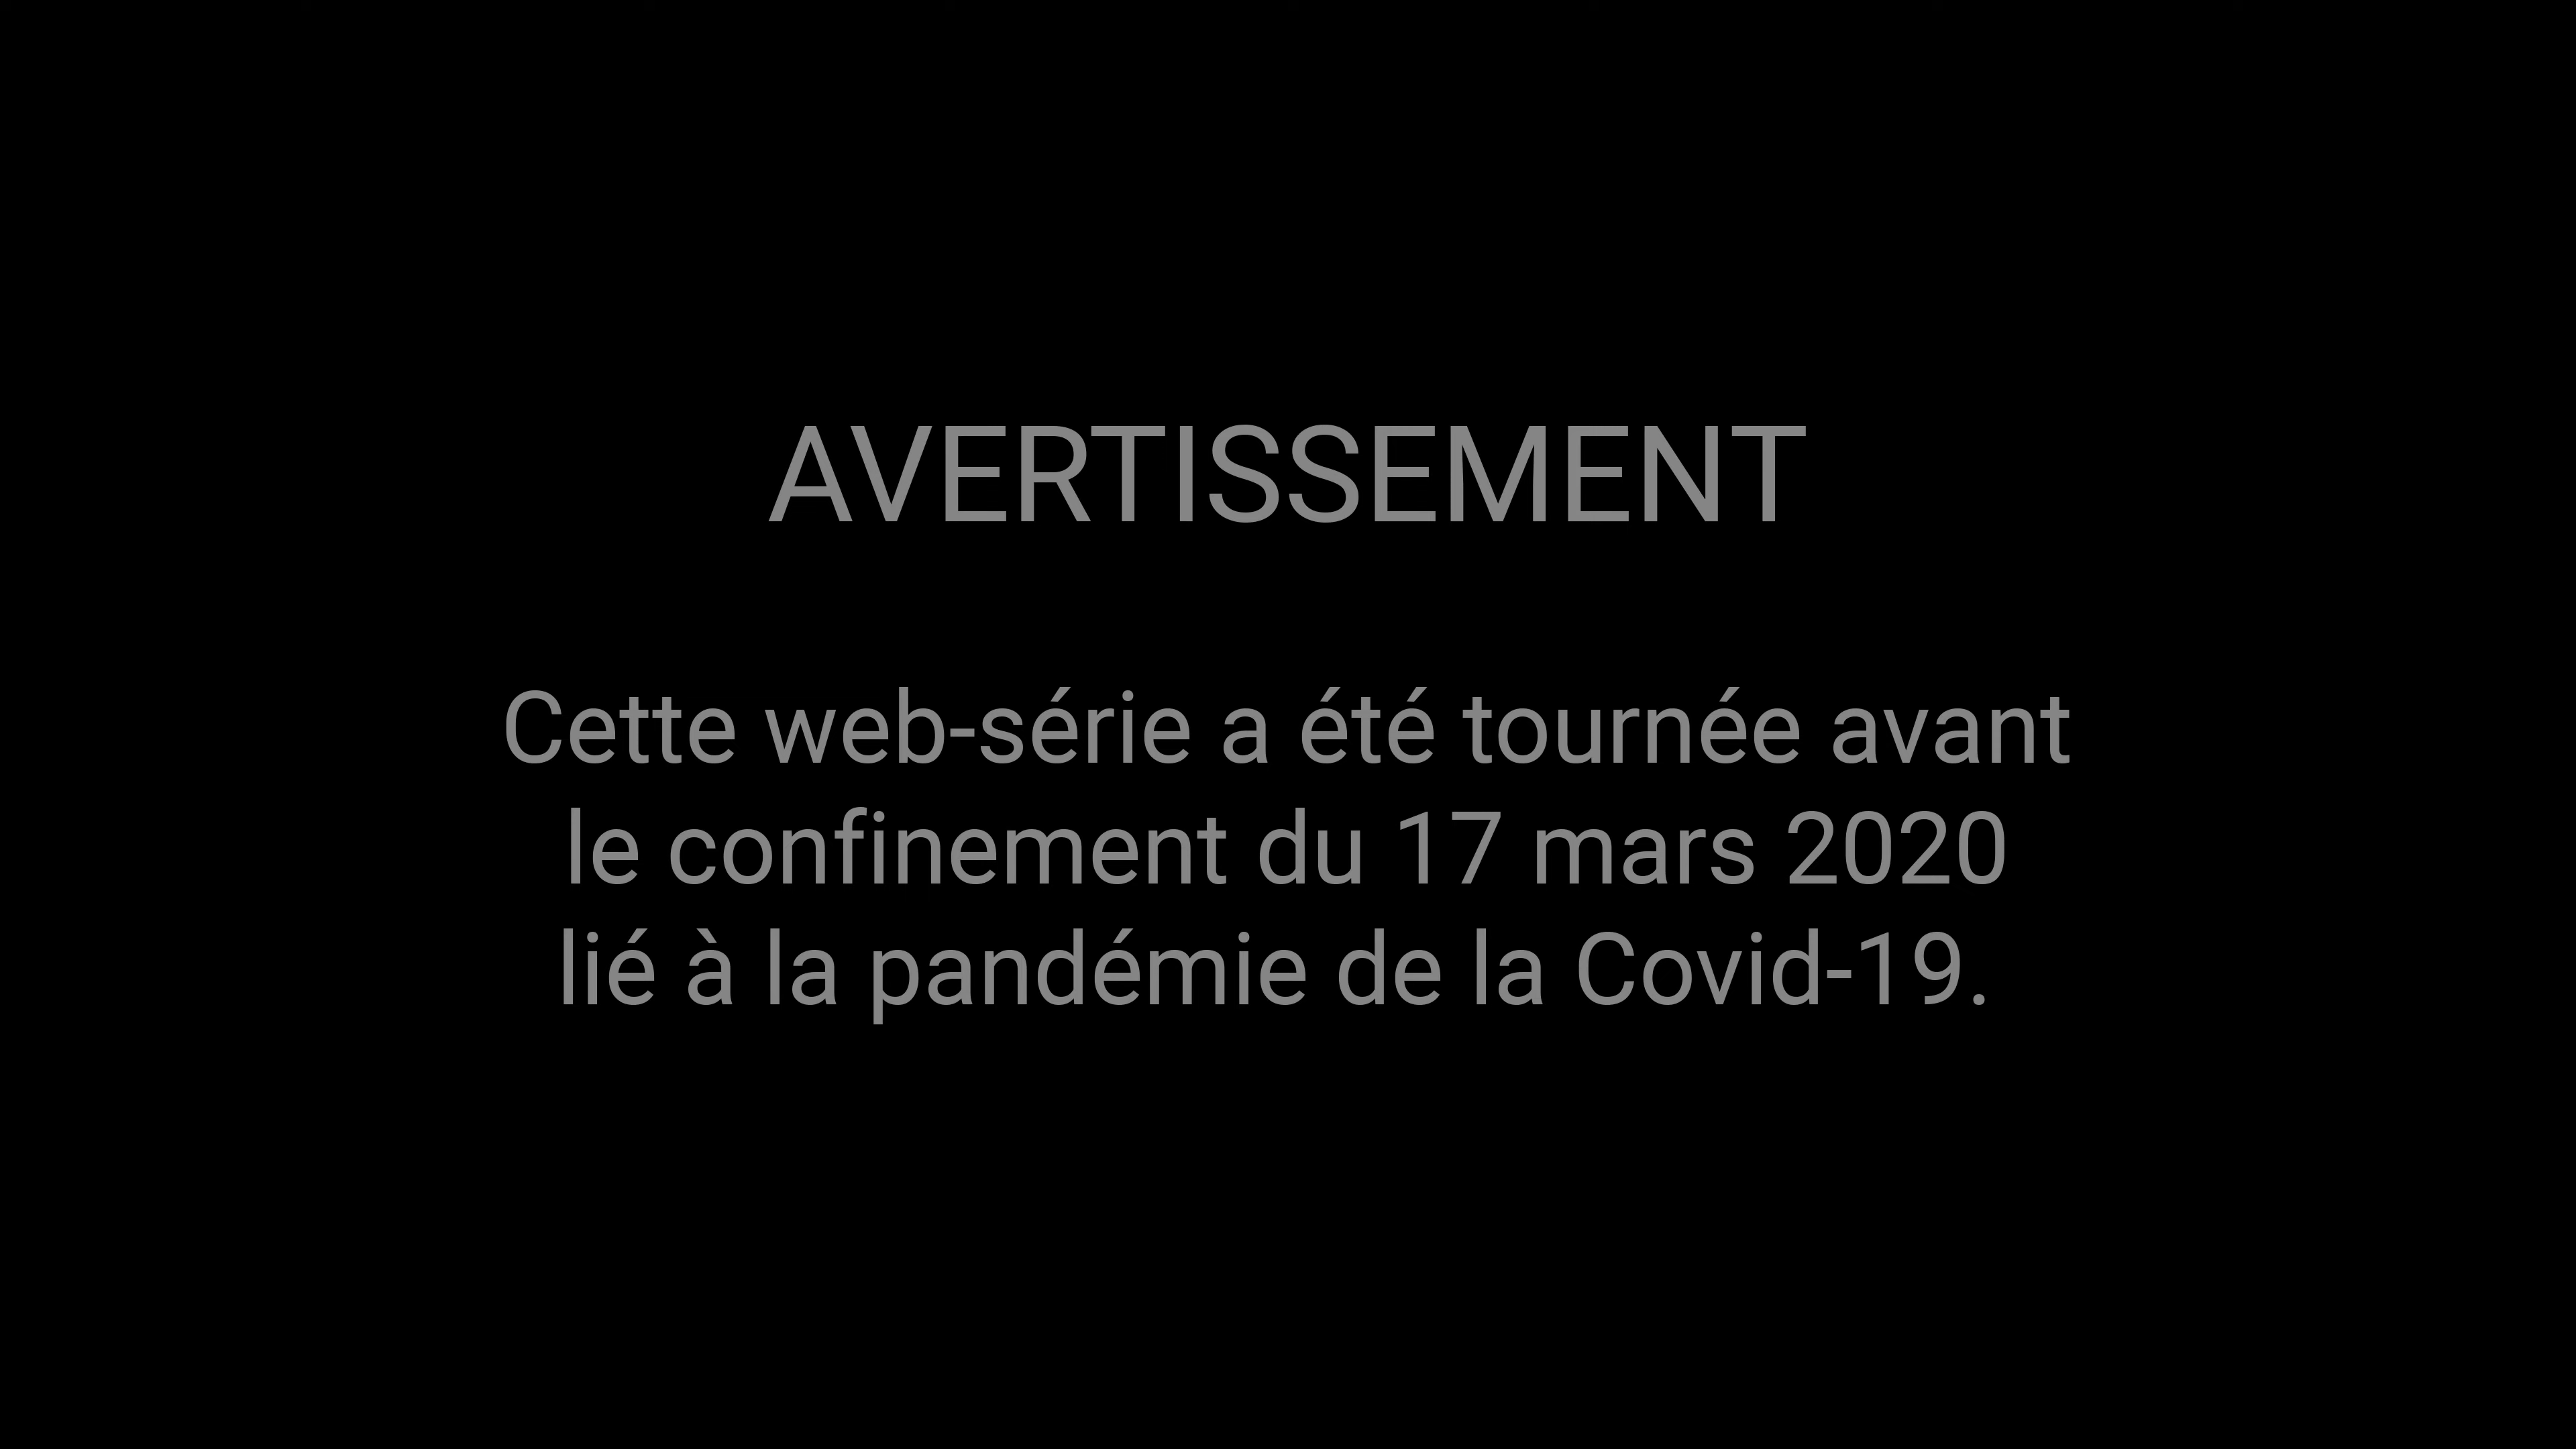 AVERTISSEMENT
Cette web-série a été tournée avant
le confinement du 17 mars 2020
lié à la pandémie de la Covid-19.